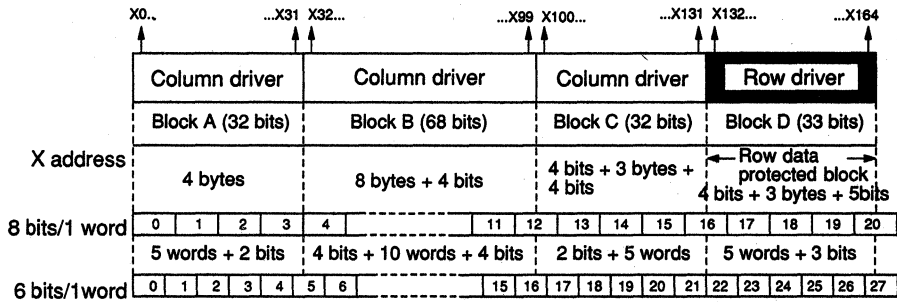 X0.. ...X31 X32... ...X99 X100... ...X131 X132... ...X164
Column driver Column driver Column driver Row driver
Block A (32 bits) Block B (68 bits) Block C (32 bits) Block D (33 bits)
X address
4 bytes
8 bytes + 4 bits
4 bits + 3 bytes +
4 bits
Row data
protected block
4 bits + 3 bytes + 5bits
8 bits/1 word 0 1 2 3 4 11 12 13 14 15 16 17 18 19 20
5 words + 2 bits 4 bits + 10 words + 4 bits 2 bits + 5 words 5 words + 3 bits
6 bits/1word 0 1 2 3 4 5 6 15 16 17 18 19 20 21 22 23 24 25 26 27